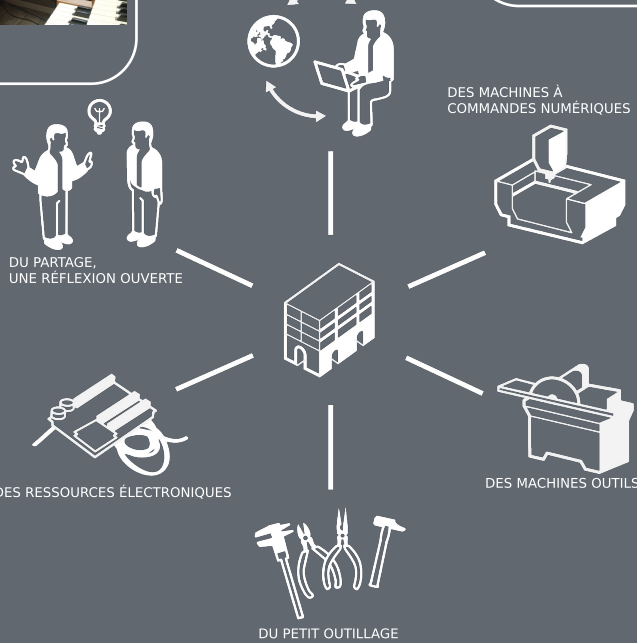 DES MACHINES À
COMMANDES NUMÉRIQUES
DU PARTAGE,
UNE RÉFLEXION OUVERTE
DES RESSOURCES ÉLECTRONIQUES
DES MACHINES OUTILS
DU PETIT OUTILLAGE